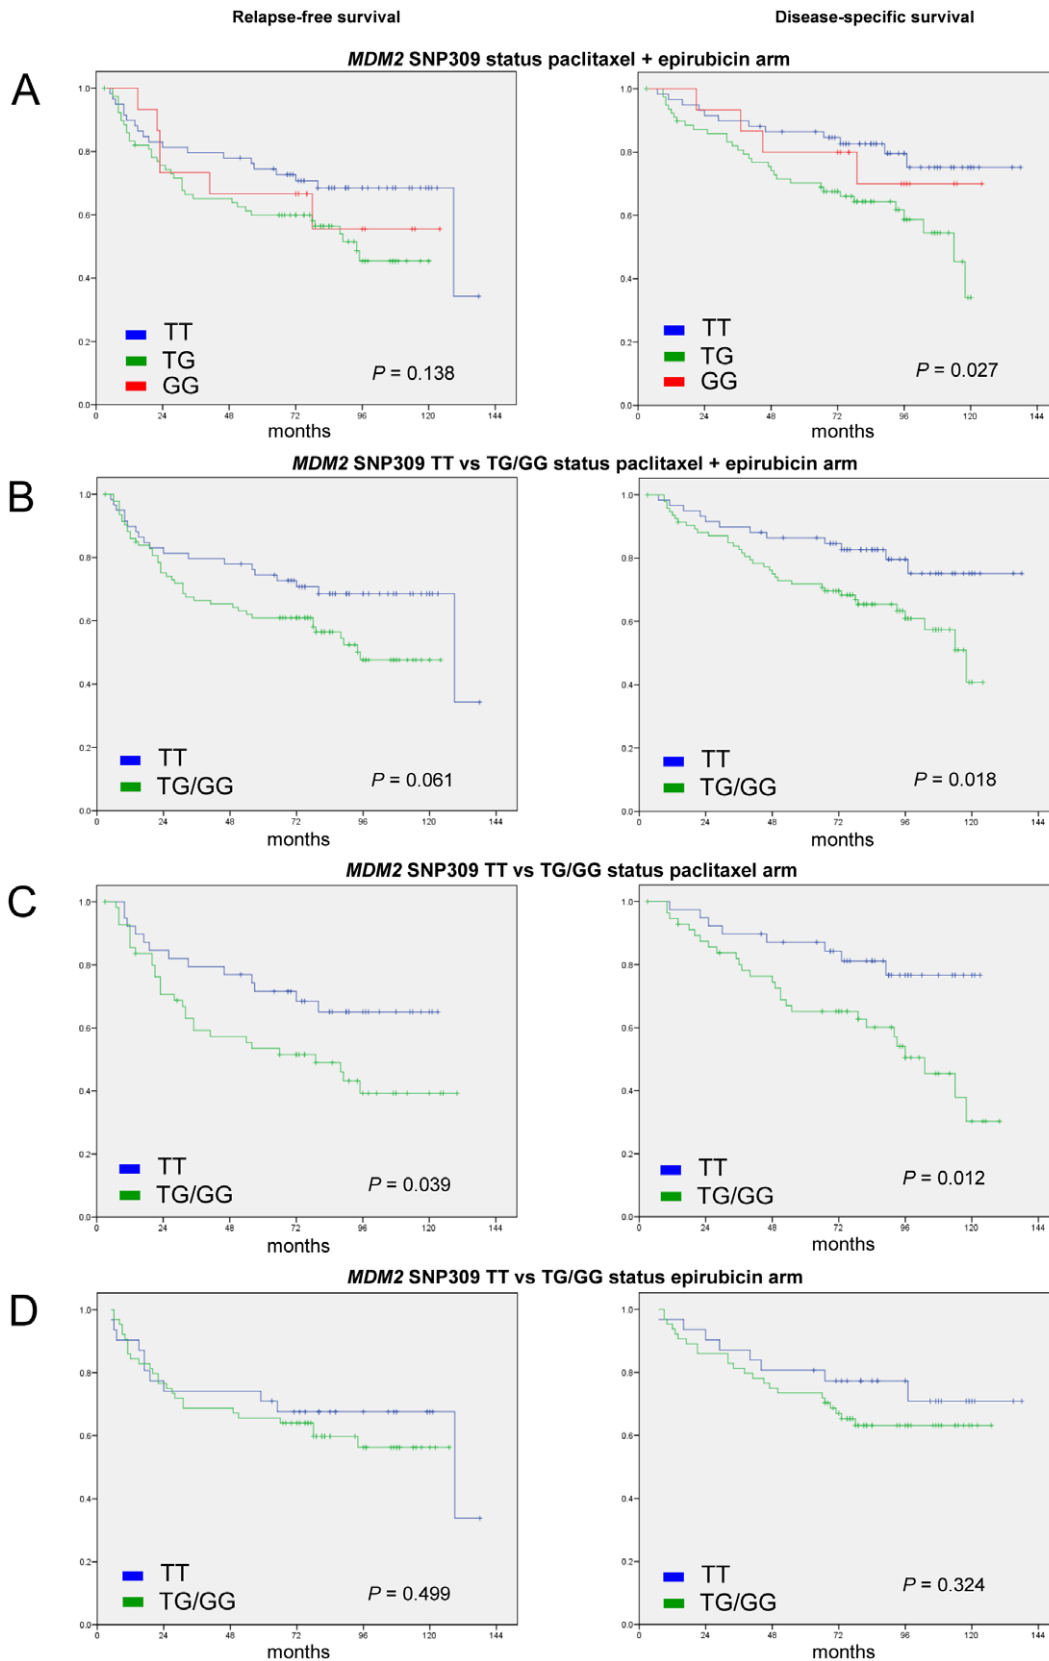 Relapse-free survival
Disease-specific survival
MDM2 SNP309 status paclitaxel + epirubicin arm
A
1.0
0.8
0.6
0.4
0.2
0.0
0 24 48 72 96 120 144
months
TT
TG
GG
P = 0.138
1.0
0.8
0.6
0.4
0.2
0.0
0 24 48 72 96 120 144
months
TT
TG
GG
P = 0.027
MDM2 SNP309 TT vs TG/GG status paclitaxel + epirubicin arm
B
1.0
0.8
0.6
0.4
0.2
0.0
0 24 48 72 96 120 144
months
TT
TG/GG
P = 0.061
1.0
0.8
0.6
0.4
0.2
0.0
0 24 48 72 96 120 144
months
TT
TG/GG
P = 0.018
MDM2 SNP309 TT vs TG/GG status paclitaxel arm
C
1.0
0.8
0.6
0.4
0.2
0.0
0 24 48 72 96 120 144
months
TT
TG/GG
P = 0.039
1.0
0.8
0.6
0.4
0.2
0.0
0 24 48 72 96 120 144
months
TT
TG/GG
P = 0.012
MDM2 SNP309 TT vs TG/GG status epirubicin arm
D
1.0
0.8
0.6
0.4
0.2
0.0
0 24 48 72 96 120 144
months
TT
TG/GG
P = 0.499
1.0
0.8
0.6
0.4
0.2
0.0
0 24 48 72 96 120 144
months
TT
TG/GG
P = 0.324